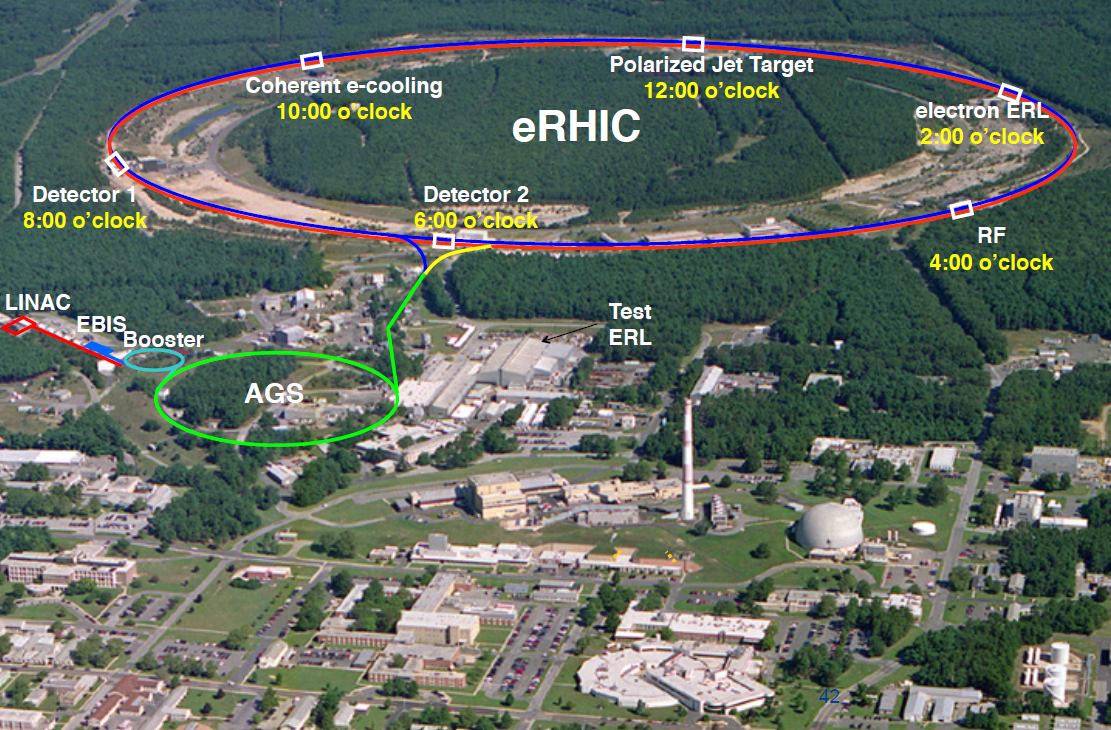 Coherent e-cooling
10:00 o’clock
Polarized Jet Target
12:00 o’clock
eRHIC
electron ERL
2:00 o’clock
Detector 1
8:00 o’clock
Detector 2
6:00 o’clock
RF
4:00 o’clock
LINAC
EBIS
Booster
Test
ERL
AGS
42